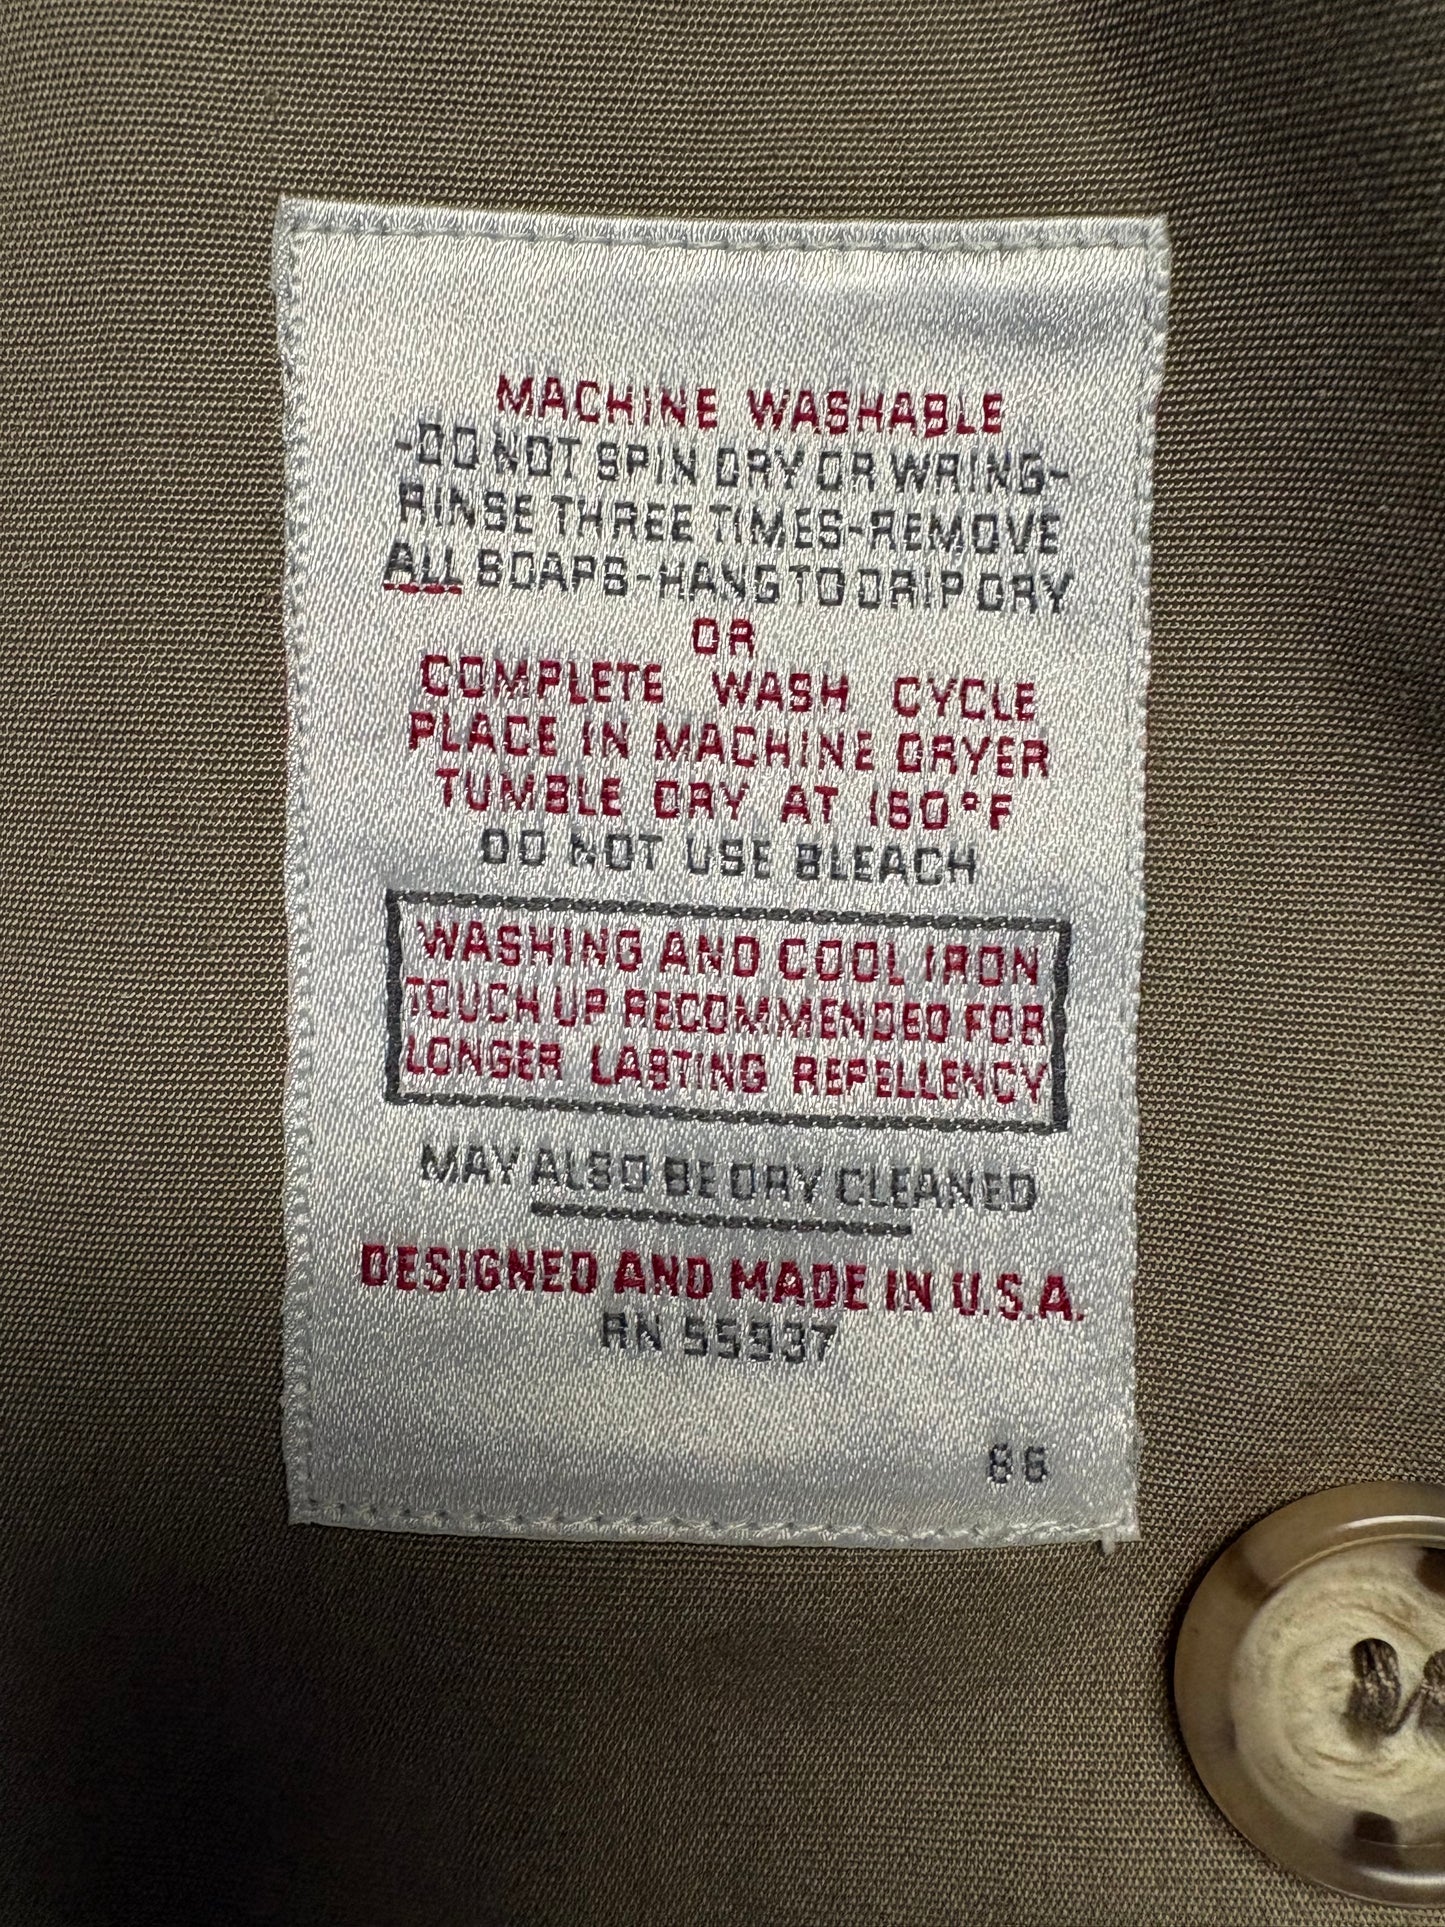 MACHINE WASHABLE
-DO NOT SPIN DRY OR WRING-
RINSE THREE TIMES-REMOVE
ALL SOAPS-HANG TO DRIP DRY
OR
COMPLETE WASH CYCLE
PLACE IN MACHINE DRYER
TUMBLE DRY AT 160°F
DO NOT USE BLEACH
WASHING AND COOL IRON
TOUCH UP RECOMMENDED FOR
LONGER LASTING REPELLENCY
MAY ALSO BE DRY CLEANED
DESIGNED AND MADE IN U.S.A.
RN 55937